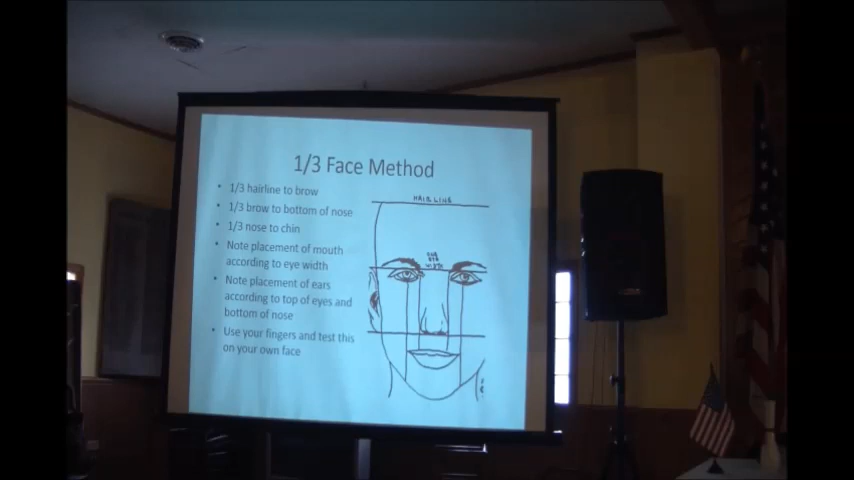 1/3 Face Method
• 1/3 hairline to brow
• 1/3 brow to bottom of nose
• 1/3 nose to chin
• Note placement of mouth
according to eye width
• Note placement of ears
according to top of eyes and
bottom of nose
• Use your fingers and test this
on your own face
HAIR LINE
EYE
WIDTH